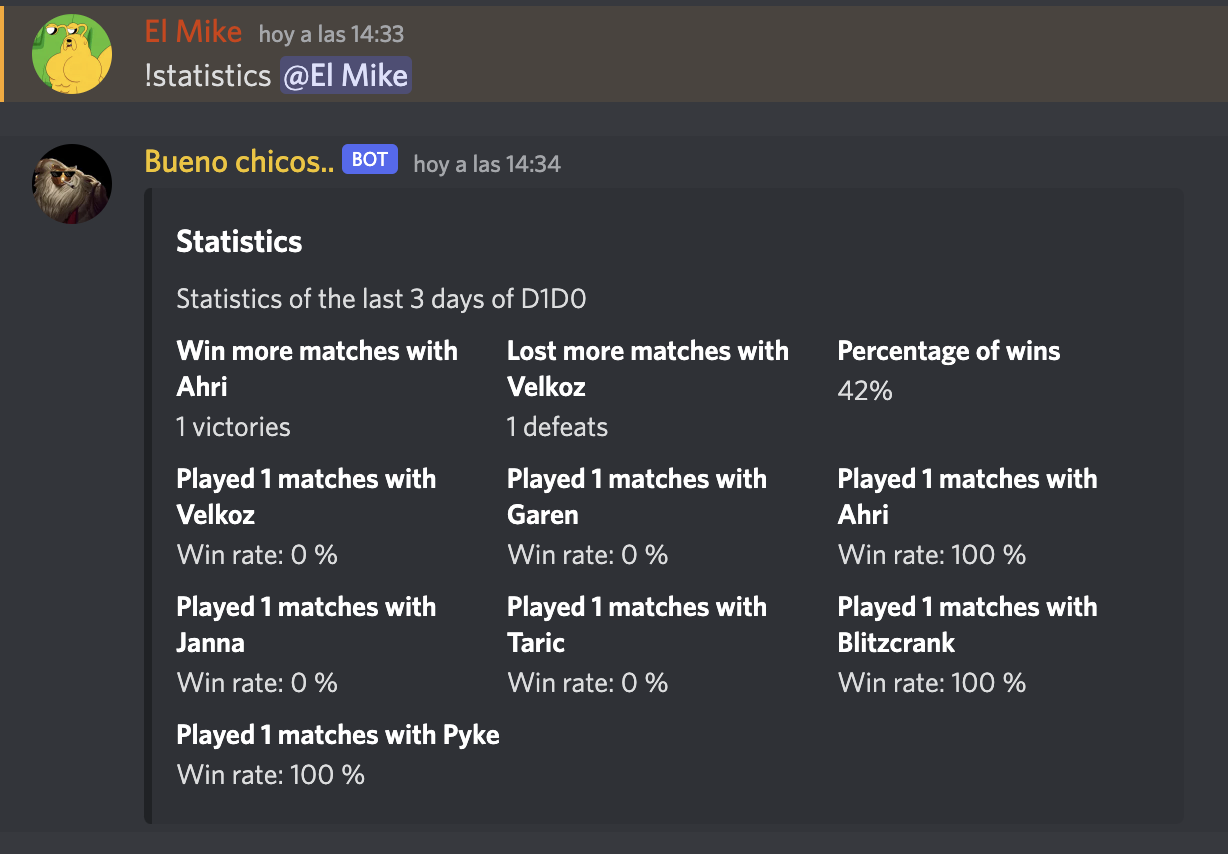 El Mike hoy a las 14:33
!statistics @El Mike
Bueno chicos.. BOT hoy a las 14:34
Statistics
Statistics of the last 3 days of D1D0
Win more matches with
Ahri
1 victories
Lost more matches with
Velkoz
1 defeats
Percentage of wins
42%
Played 1 matches with
Velkoz
Win rate: 0 %
Played 1 matches with
Garen
Win rate: 0 %
Played 1 matches with
Ahri
Win rate: 100 %
Played 1 matches with
Janna
Win rate: 0 %
Played 1 matches with
Taric
Win rate: 0 %
Played 1 matches with
Blitzcrank
Win rate: 100 %
Played 1 matches with Pyke
Win rate: 100 %